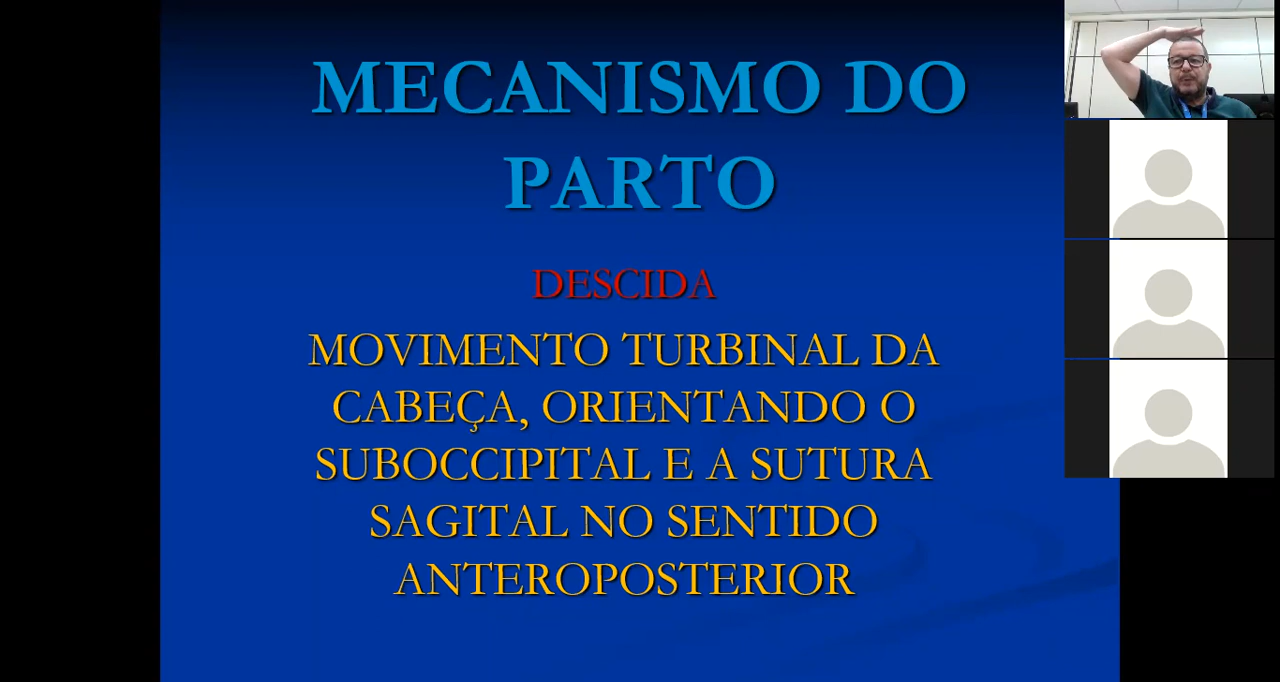 MECANISMO DO
PARTO
DESCIDA
MOVIMENTO TURBINAL DA
CABEÇA, ORIENTANDO O
SUBOCCIPITAL E A SUTURA
SAGITAL NO SENTIDO
ANTEROPOSTERIOR